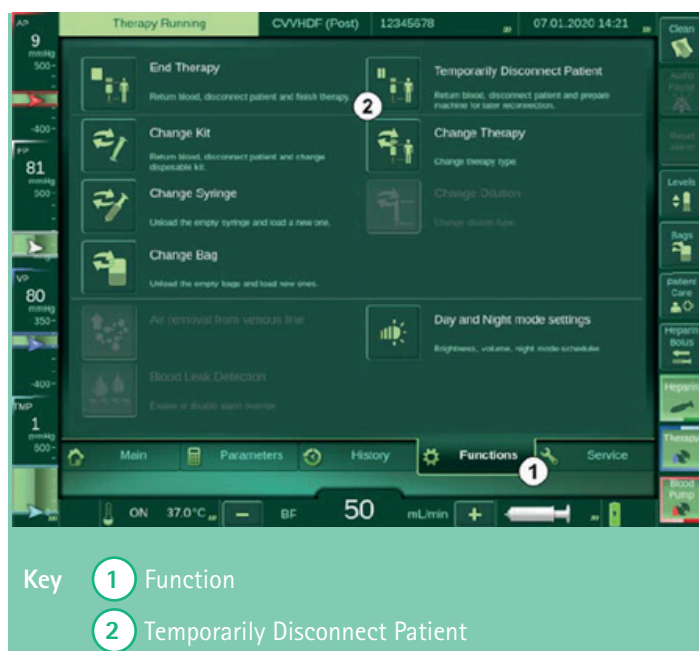 AP
Therapy Running
CVVHDF (Post)
12345678
07.01.2020 14:21
Clean
9
mmHg
500
-400
End Therapy
Return blood, disconnect patient and finish therapy.
Temporarily Disconnect Patient
Return blood, disconnect patient and prepare
machine for later reconnection.
2
Auto
Pause
Reset
Alarm
81
mmHg
500
Change Kit
Return blood, disconnect patient and change
disposable kit.
Change Therapy
Change therapy type.
Levels
Change Syringe
Unload the empty syringe and load a new one.
Change Dilution
Change dilution type.
Bags
Change Bag
Unload the empty bags and load new ones.
VP
80
mmHg
350
-400
Patient
Care
Air removal from venous line
Day and Night mode settings
Brightness, volume, night mode scheduler.
Heparin
Bolus
Blood Leak Detection
Enable or disable alarm override.
Heparin
TMP
1
mmHg
500
Main
Parameters
History
Functions
Service
1
Therapy
Blood
Pump
ON 37.0°C
BF 50 mL/min
Key 1 Function
2 Temporarily Disconnect Patient